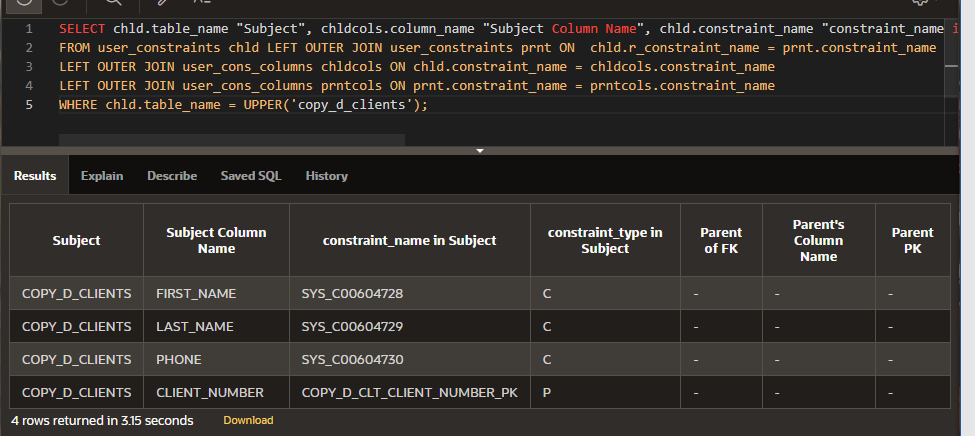 1 SELECT chld.table_name "Subject", chldcols.column_name "Subject Column Name", chld.constraint_name "constraint_name i
2 FROM user_constraints chld LEFT OUTER JOIN user_constraints prnt ON  chld.r_constraint_name = prnt.constraint_name
3 LEFT OUTER JOIN user_cons_columns chldcols ON chld.constraint_name = chldcols.constraint_name
4 LEFT OUTER JOIN user_cons_columns prntcols ON prnt.constraint_name = prntcols.constraint_name
5 WHERE chld.table_name = UPPER('copy_d_clients');
Results Explain Describe Saved SQL History
Subject Subject Column Name constraint_name in Subject constraint_type in Subject Parent of FK Parent's Column Name Parent PK
COPY_D_CLIENTS FIRST_NAME SYS_C00604728 C - - -
COPY_D_CLIENTS LAST_NAME SYS_C00604729 C - - -
COPY_D_CLIENTS PHONE SYS_C00604730 C - - -
COPY_D_CLIENTS CLIENT_NUMBER COPY_D_CLT_CLIENT_NUMBER_PK P - - -
4 rows returned in 3.15 seconds Download